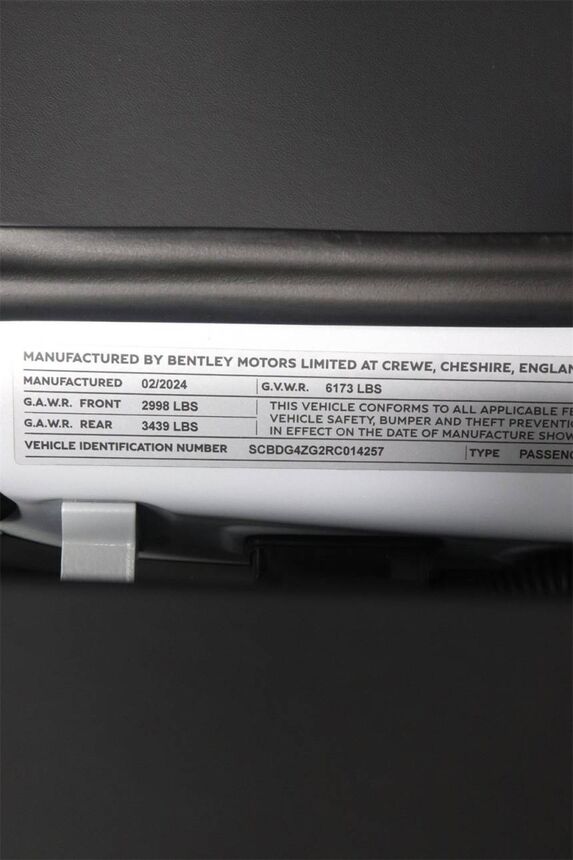 MANUFACTURED BY BENTLEY MOTORS LIMITED AT CREWE, CHESHIRE, ENGLAN
MANUFACTURED 02/2024 G.V.W.R. 6173 LBS
G.A.W.R. FRONT 2998 LBS
THIS VEHICLE CONFORMS TO ALL APPLICABLE FE
G.A.W.R. REAR 3439 LBS
VEHICLE SAFETY, BUMPER AND THEFT PREVENTI
IN EFFECT ON THE DATE OF MANUFACTURE SHOW
VEHICLE IDENTIFICATION NUMBER SCBDG4ZG2RC014257 TYPE PASSENG